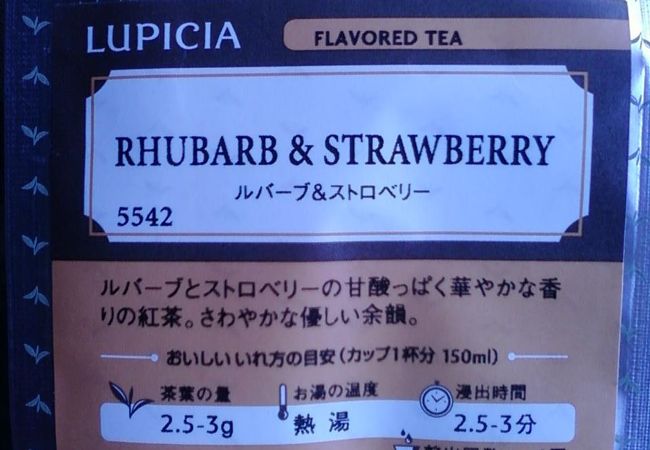 LUPICIA
FLAVORED TEA
RHUBARB & STRAWBERRY
ルバーブ&ストロベリー
5542
ルバーブとストロベリーの甘酸っぱく華やかな香
りの紅茶。さわやかな優しい余韻。
おいしいいれ方の目安(カップ1杯分 150ml)
茶葉の量
お湯の温度
浸出時間
2.5-3g
熱湯
2.5-3分